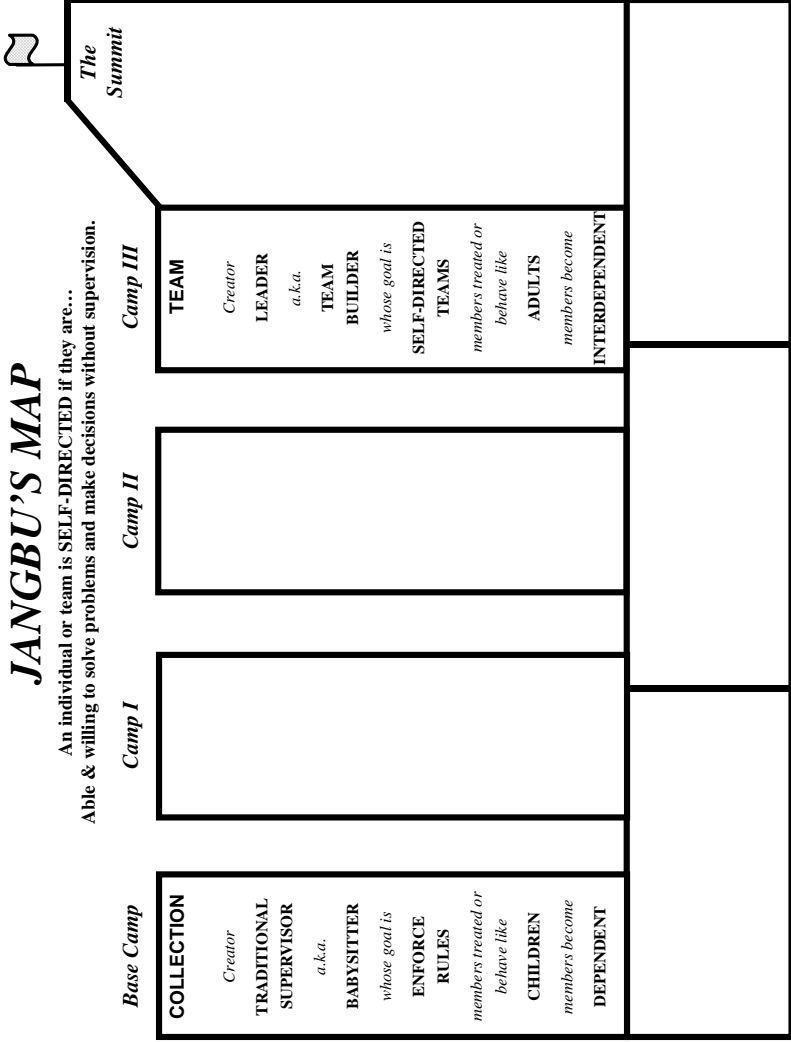 JANGBU'S MAP
An individual or team is SELF-DIRECTED if they are…
Able & willing to solve problems and make decisions without supervision.
Base Camp
COLLECTION
Creator
TRADITIONAL
SUPERVISOR
a.k.a.
BABYSITTER
whose goal is
ENFORCE
RULES
members treated or
behave like
CHILDREN
members become
DEPENDENT
Camp I
Camp II
Camp III
TEAM
Creator
LEADER
a.k.a.
TEAM
BUILDER
whose goal is
SELF-DIRECTED
TEAMS
members treated or
behave like
ADULTS
members become
INTERDEPENDENT
The
Summit